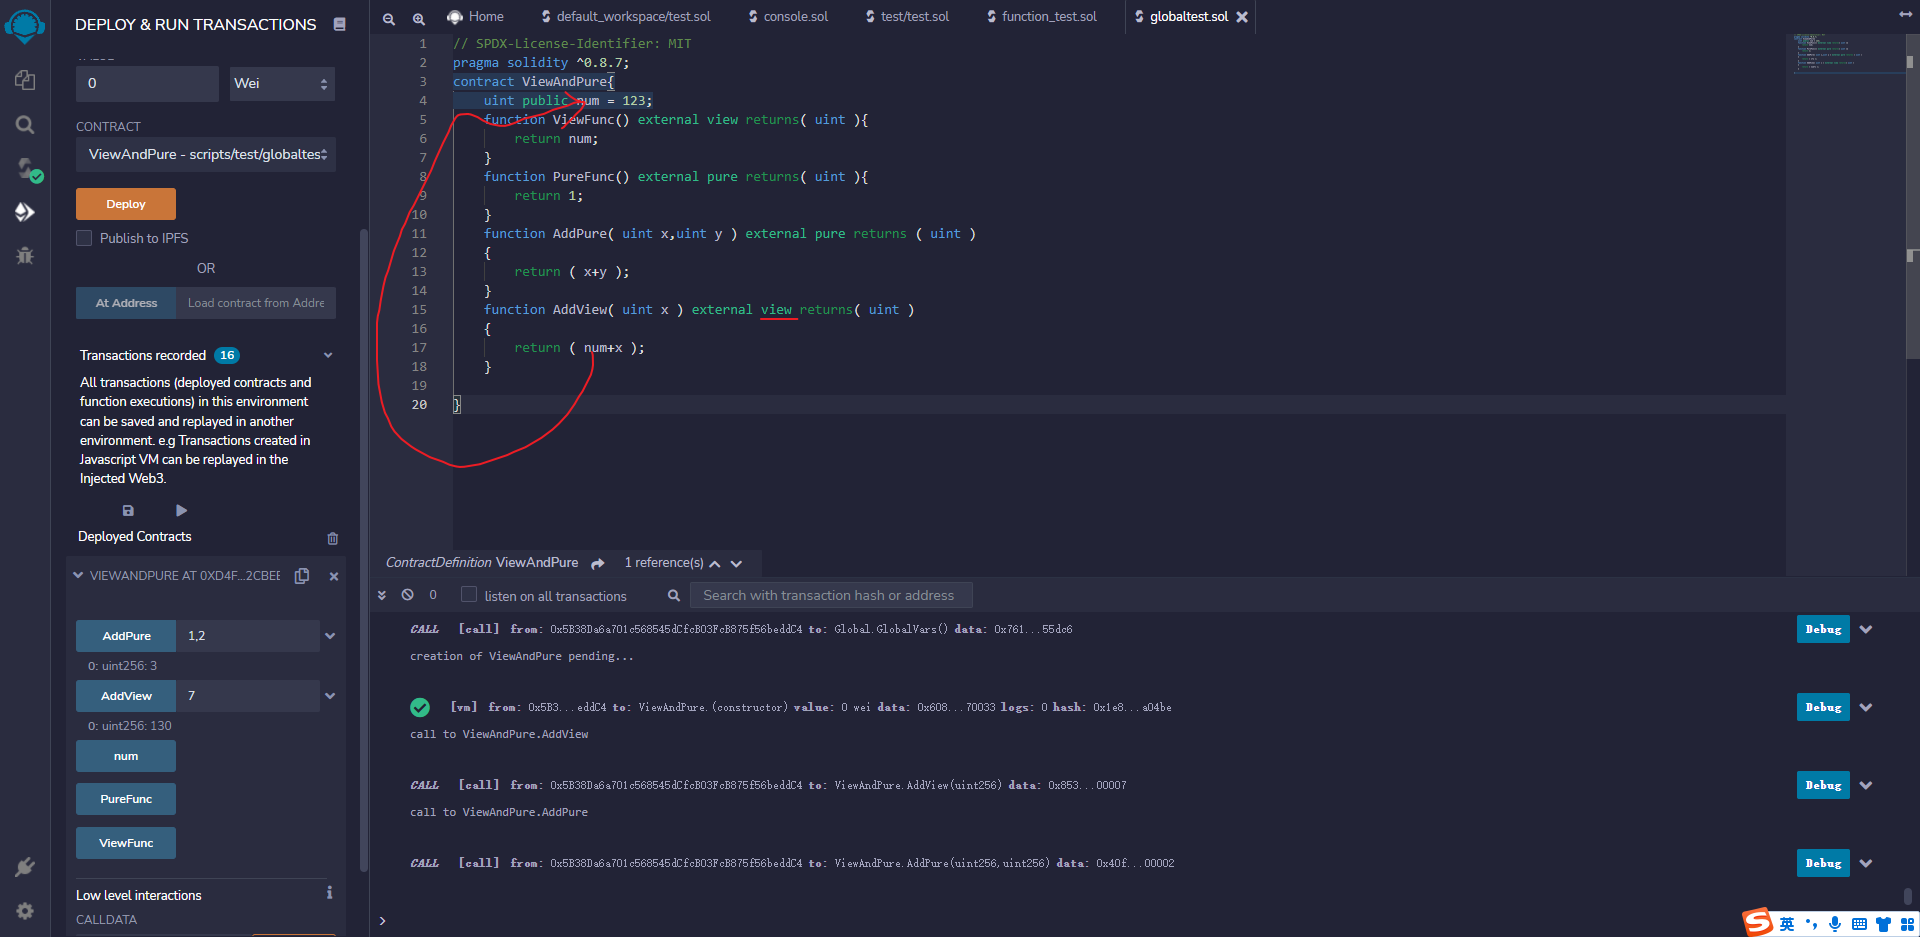 DEPLOY & RUN TRANSACTIONS
VALUE
0
Wei
CONTRACT
ViewAndPure - scripts/test/globaltes
Deploy
Publish to IPFS
OR
At Address
Load contract from Addre
Transactions recorded 16
All transactions (deployed contracts and
function executions) in this environment
can be saved and replayed in another
environment. e.g Transactions created in
Javascript VM can be replayed in the
Injected Web3.
Deployed Contracts
VIEWANDPURE AT 0XD4F...2CBEE
AddPure 1,2
0: uint256: 3
AddView 7
0: uint256: 130
num
PureFunc
ViewFunc
Low level interactions i
CALLDATA
Home default_workspace/test.sol console.sol test/test.sol function_test.sol globaltest.sol
1 // SPDX-License-Identifier: MIT
2 pragma solidity ^0.8.7;
3 contract ViewAndPure{
4 uint public num = 123;
5 function ViewFunc() external view returns( uint ){
6 return num;
7 }
8 function PureFunc() external pure returns( uint ){
9 return 1;
10 }
11 function AddPure( uint x,uint y ) external pure returns ( uint )
12 {
13 return ( x+y );
14 }
15 function AddView( uint x ) external view returns( uint )
16 {
17 return ( num+x );
18 }
19
20 }
ContractDefinition ViewAndPure 1 reference(s)
0 listen on all transactions Search with transaction hash or address
CALL [call] from: 0x5B38Da6a701c568545dCfcB03FcB875f56beddC4 to: Global.GlobalVars() data: 0x761...55dc6 Debug
creation of ViewAndPure pending...
[vm] from: 0x5B3...eddC4 to: ViewAndPure.(constructor) value: 0 wei data: 0x608...70033 logs: 0 hash: 0x1e8...a04be Debug
call to ViewAndPure.AddView
CALL [call] from: 0x5B38Da6a701c568545dCfcB03FcB875f56beddC4 to: ViewAndPure.AddView(uint256) data: 0x853...00007 Debug
call to ViewAndPure.AddPure
CALL [call] from: 0x5B38Da6a701c568545dCfcB03FcB875f56beddC4 to: ViewAndPure.AddPure(uint256,uint256) data: 0x40f...00002 Debug
>
S 英